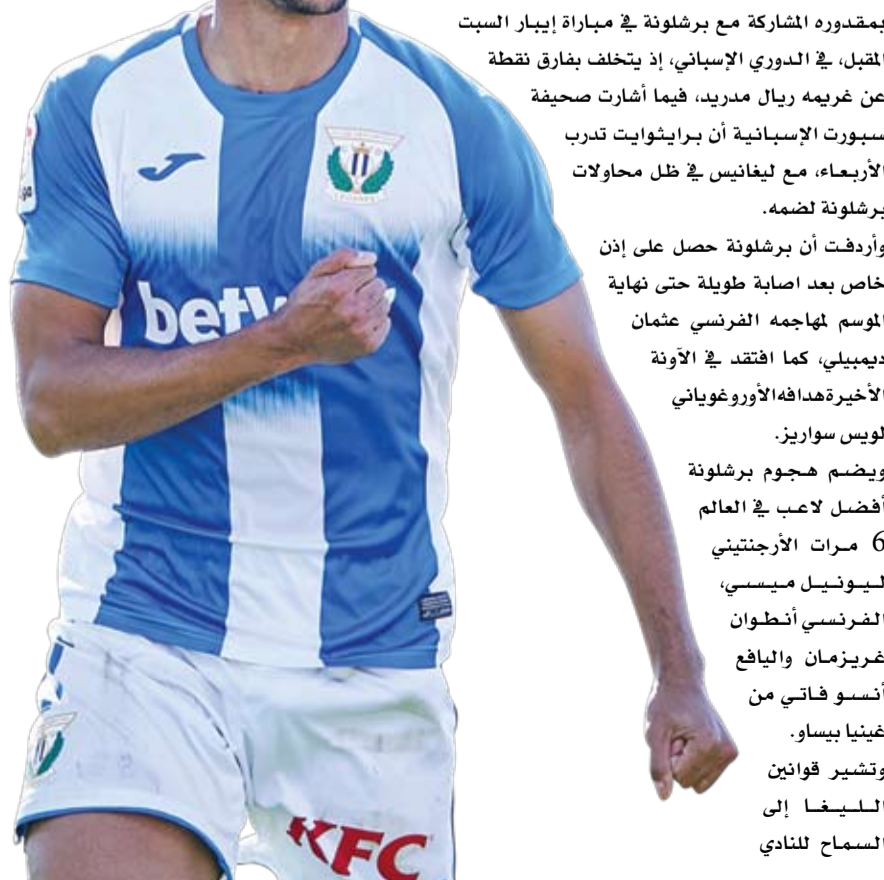 بمقدوره المشاركة مع برشلونة في مباراة إيبار السبت
المقبل، في الدوري الإسباني، إذ يتخلف بفارق نقطة
عن غريمه ريال مدريد، فيما أشارت صحيفة
سبورت الإسبانية أن برايثوايت تدرب
الأربعاء، مع ليغانيس في ظل محاولات
برشلونة لضمه.
وأردفت أن برشلونة حصل على إذن
خاص بعد اصابة طويلة حتى نهاية
الموسم لمهاجمه الفرنسي عثمان
ديمبيلي، كما افتقد في الآونة
الأخيرةهدافهالأوروغوياني
لويس سواريز.
ويضم هجوم برشلونة
أفضل لاعب في العالم
6 مرات الأرجنتيني
ليونيل ميسي،
الفرنسي أنطوان
غريزمان واليافع
أنسو فاتي من
غينيا بيساو.
وتشير قوانين
الليغا إلى
السماح للنادي
KFC